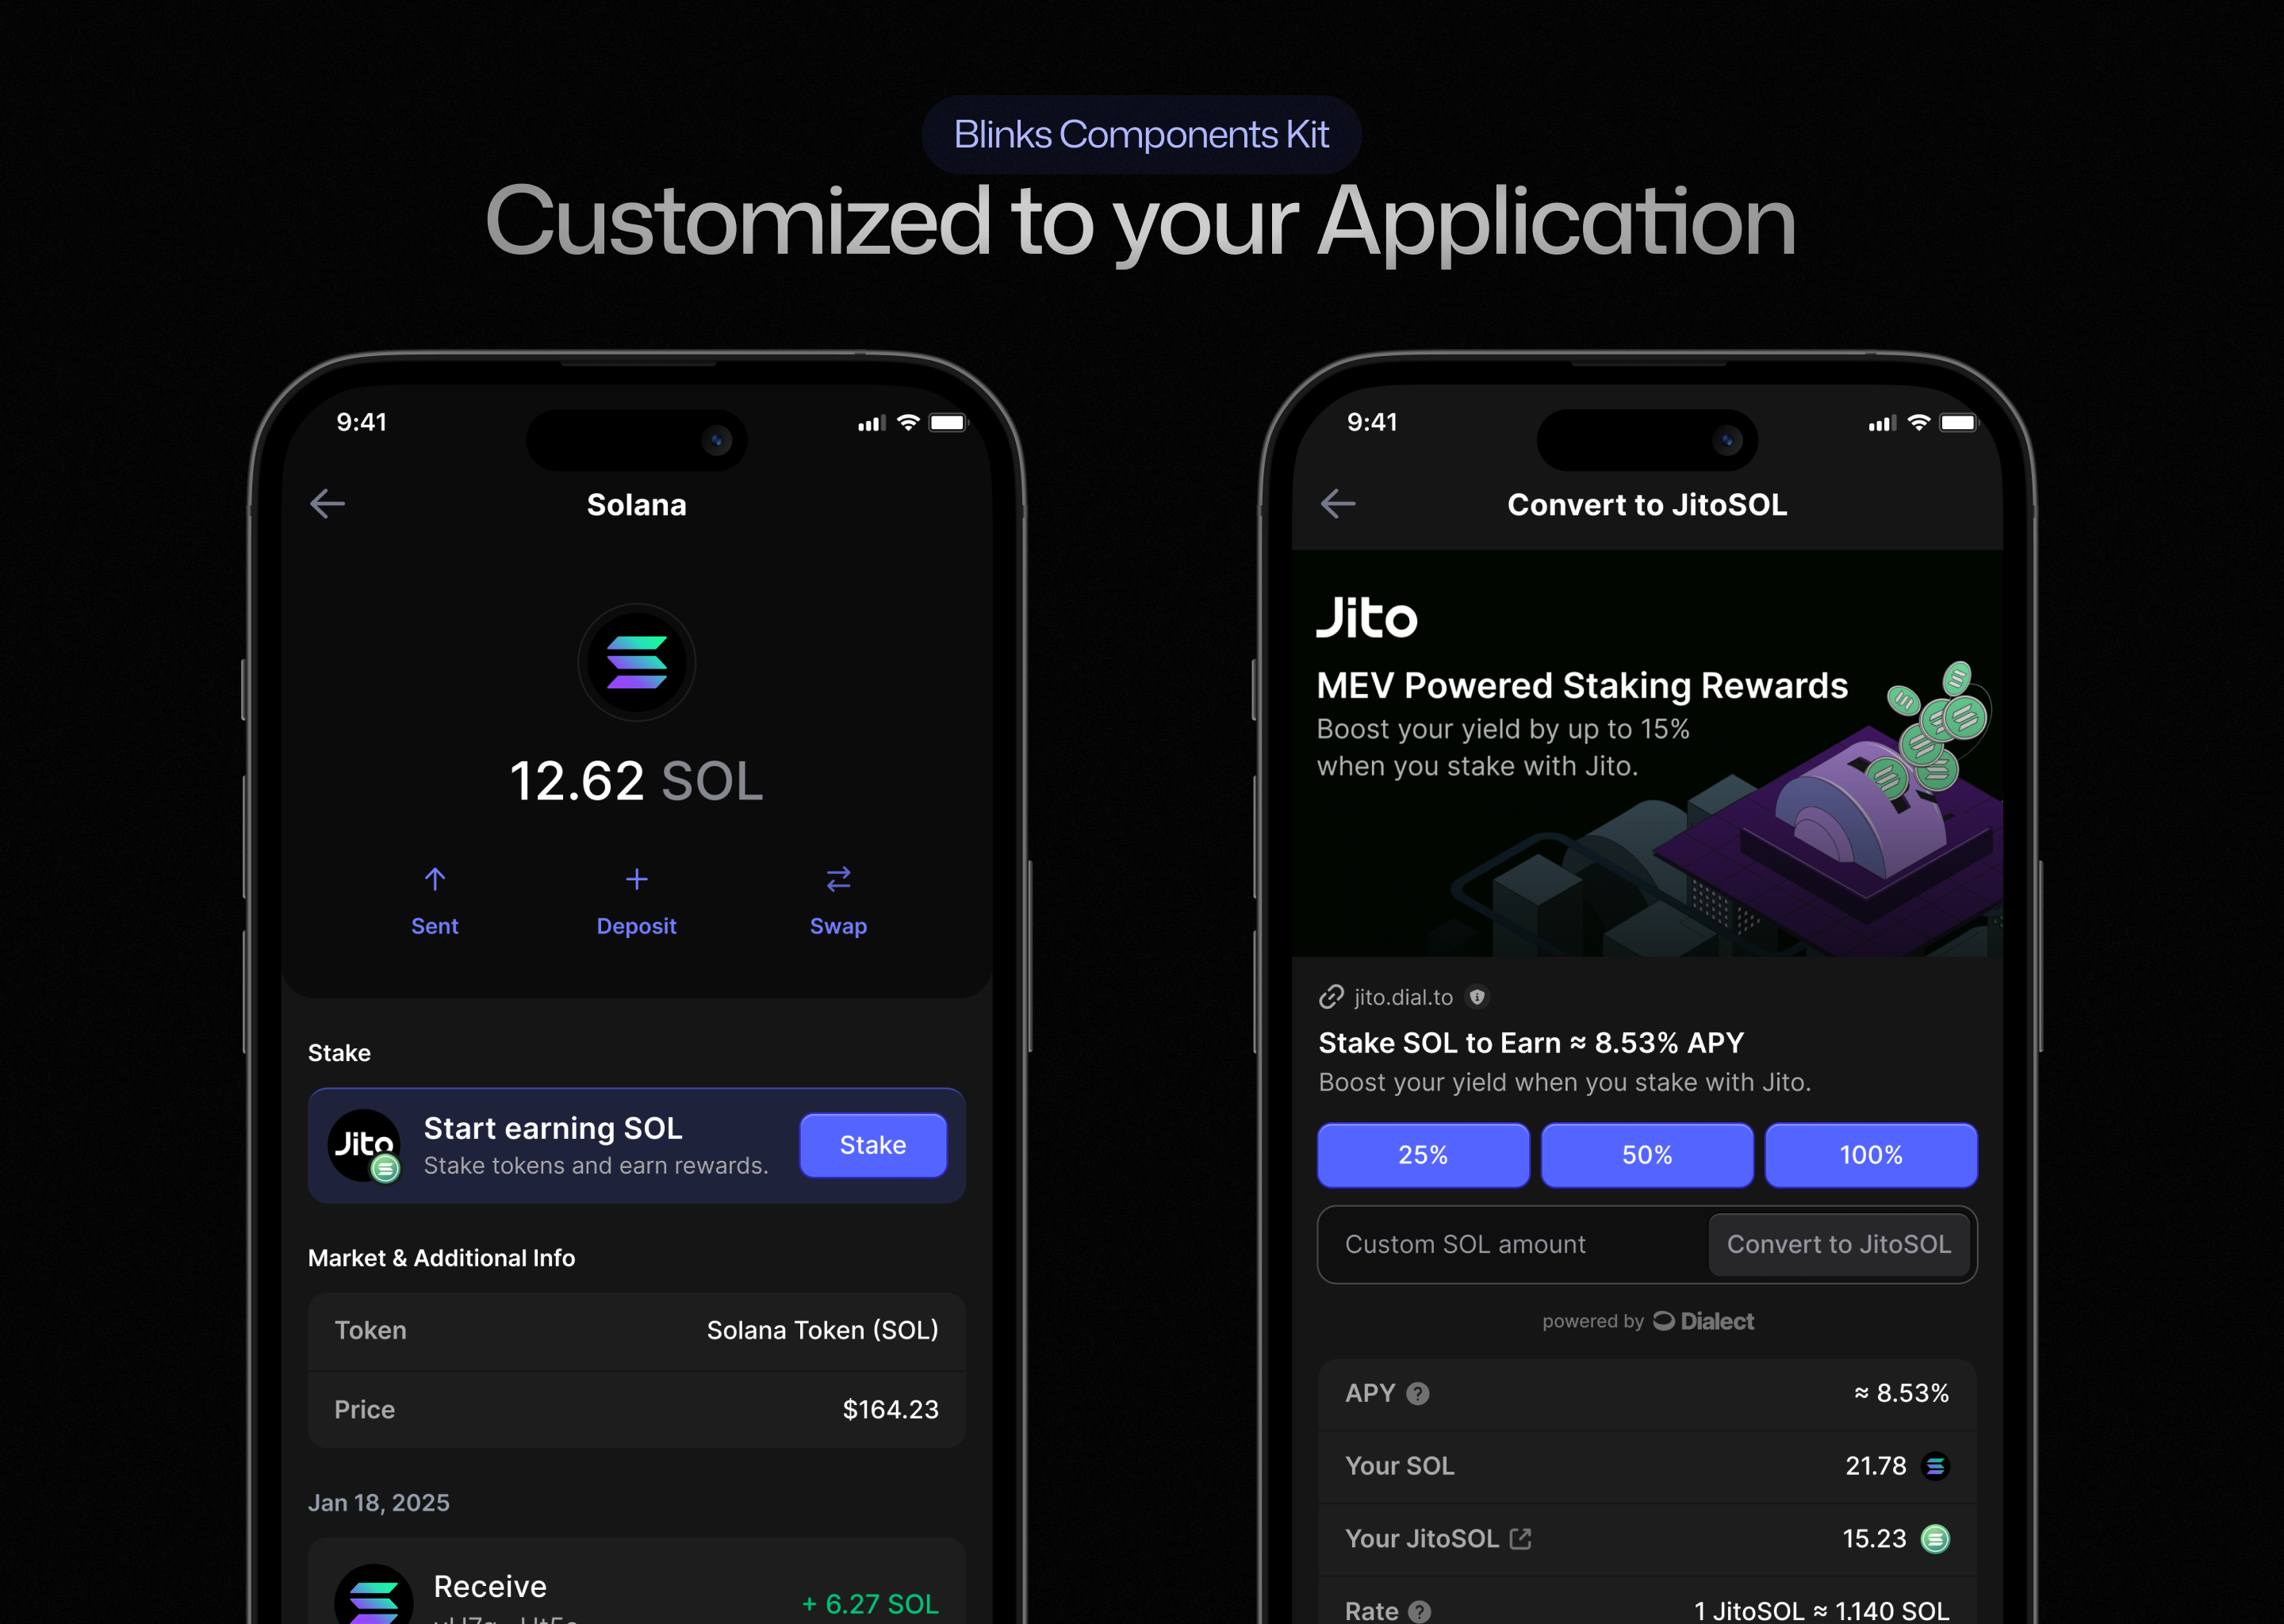 Blinks Components Kit
Customized to your Application
9:41
Solana
12.62 SOL
Sent
Deposit
Swap
Stake
Jito
Start earning SOL
Stake tokens and earn rewards.
Stake
Market & Additional Info
Token
Solana Token (SOL)
Price
$164.23
Jan 18, 2025
Receive
+ 6.27 SOL
9:41
Convert to JitoSOL
Jito
MEV Powered Staking Rewards
Boost your yield by up to 15%
when you stake with Jito.
jito.dial.to
Stake SOL to Earn ≈ 8.53% APY
Boost your yield when you stake with Jito.
25%
50%
100%
Custom SOL amount
Convert to JitoSOL
powered by Dialect
APY
≈ 8.53%
Your SOL
21.78
Your JitoSOL
15.23
Rate
1 JitoSOL ≈ 1.140 SOL